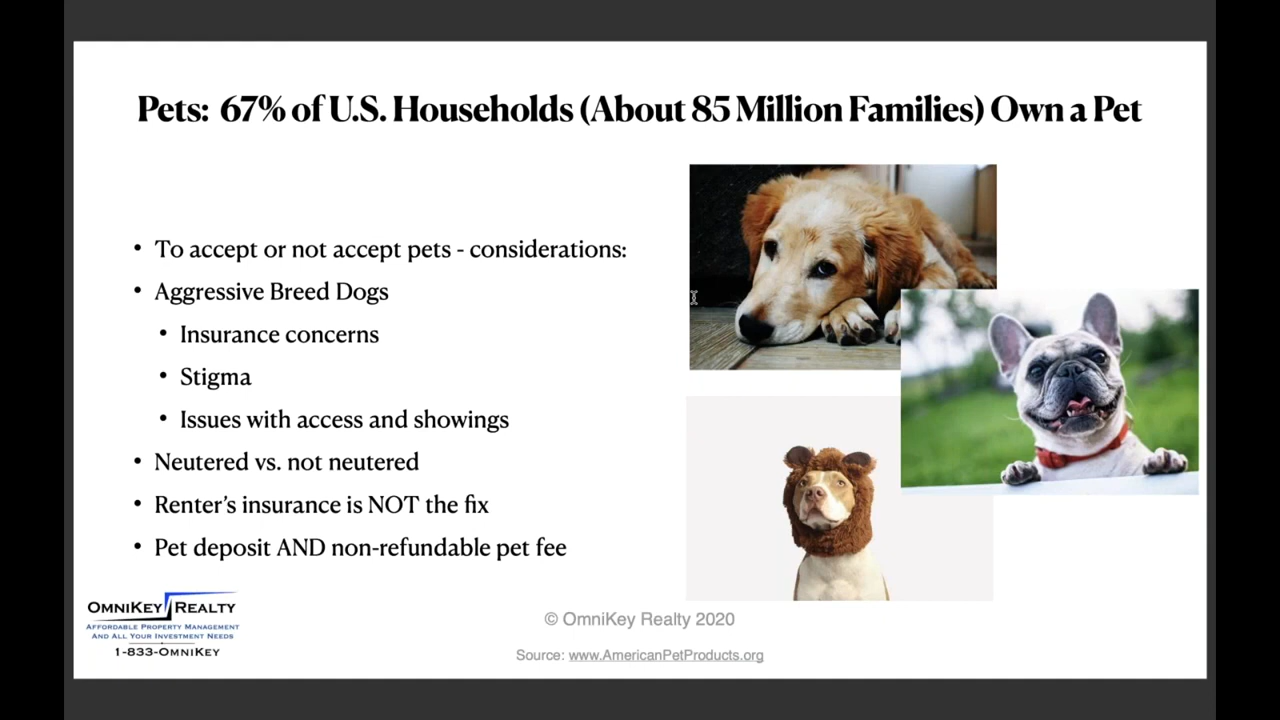 Pets: 67% of U.S. Households (About 85 Million Families) Own a Pet
• To accept or not accept pets - considerations:
• Aggressive Breed Dogs
• Insurance concerns
• Stigma
• Issues with access and showings
• Neutered vs. not neutered
• Renter’s insurance is NOT the fix
• Pet deposit AND non-refundable pet fee
OMNIKEY REALTY
AFFORDABLE PROPERTY MANAGEMENT
AND ALL YOUR INVESTMENT NEEDS
1-833-OMNIKEY
© OmniKey Realty 2020
Source: www.AmericanPetProducts.org